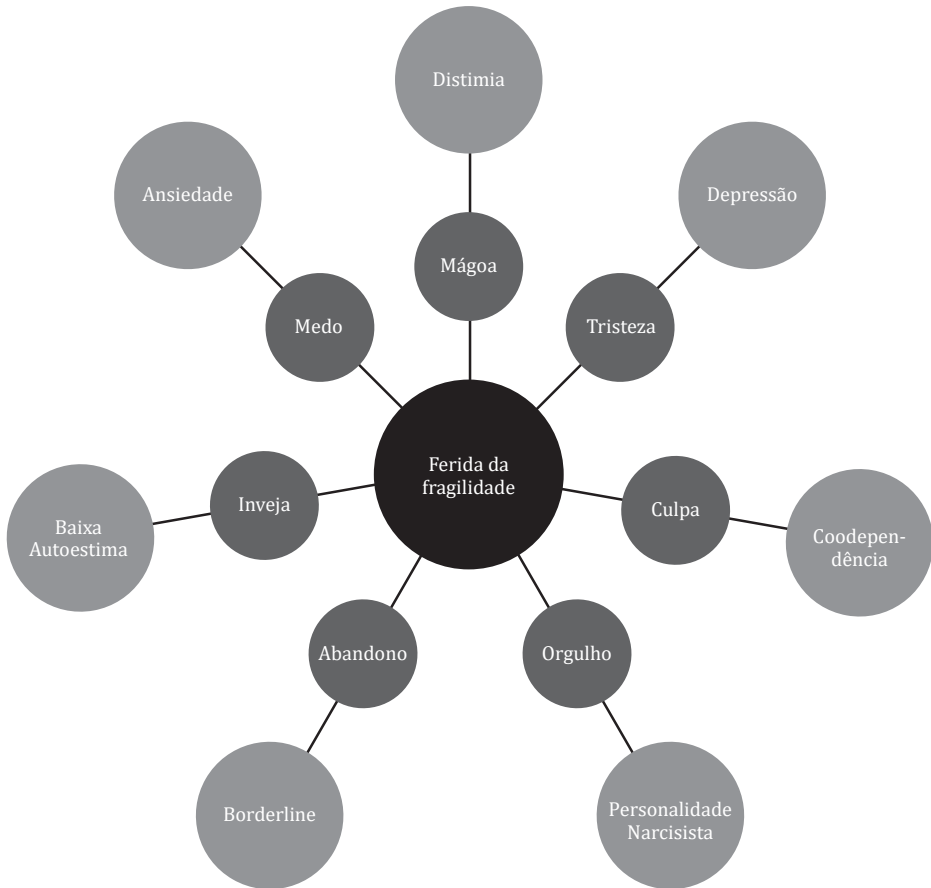 Distimia
Ansiedade
Depressão
Mágoa
Medo
Tristeza
Ferida da
fragilidade
Inveja
Culpa
Baixa
Autoestima
Coodepen-
dência
Abandono
Orgulho
Borderline
Personalidade
Narcisista